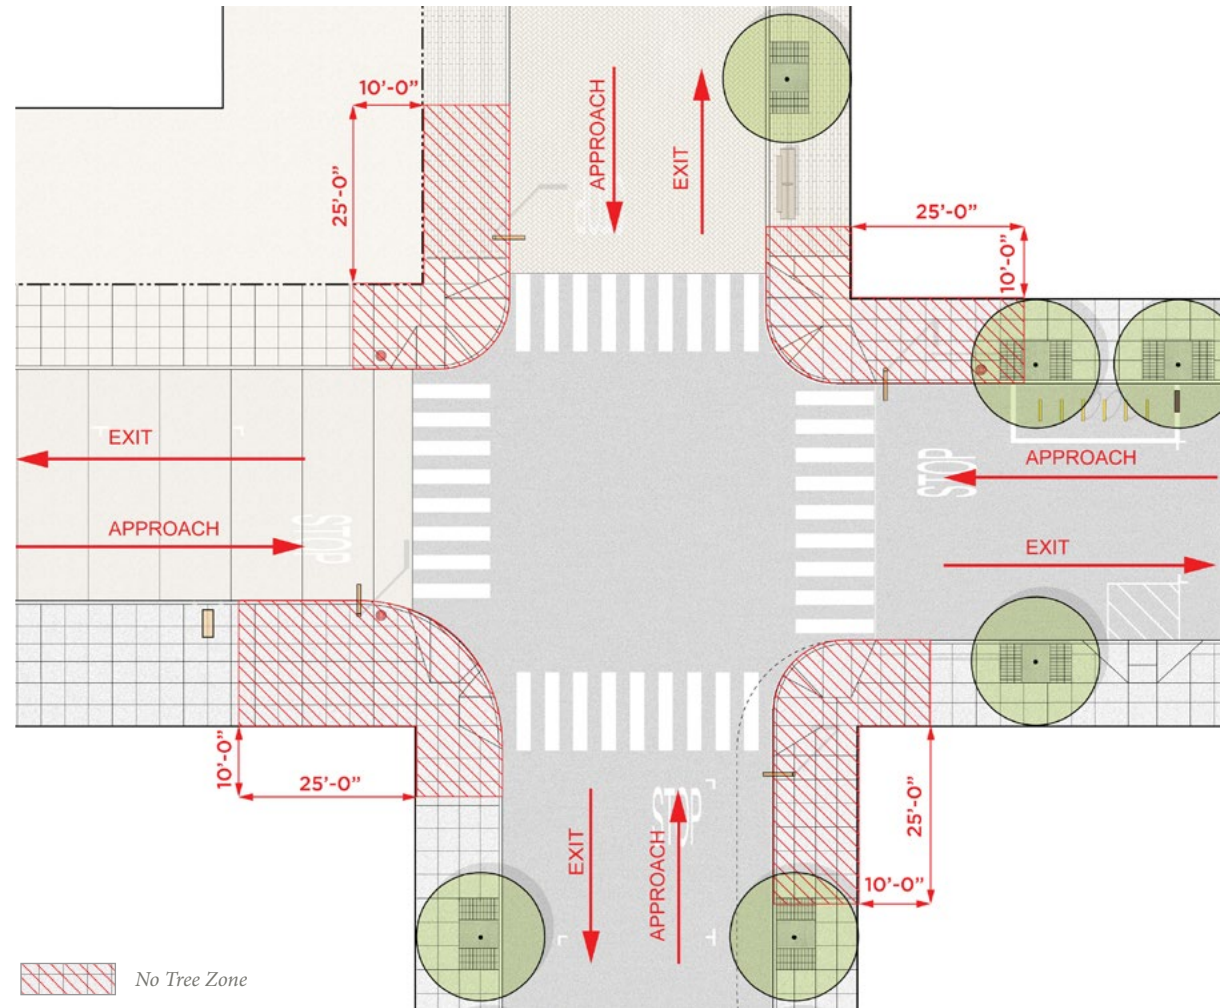 10'-0"
25'-0"
APPROACH
EXIT
25'-0"
10'-0"
EXIT
APPROACH
STOP
STOP
APPROACH
EXIT
10'-0"
25'-0"
EXIT
APPROACH
STOP
25'-0"
10'-0"
No Tree Zone